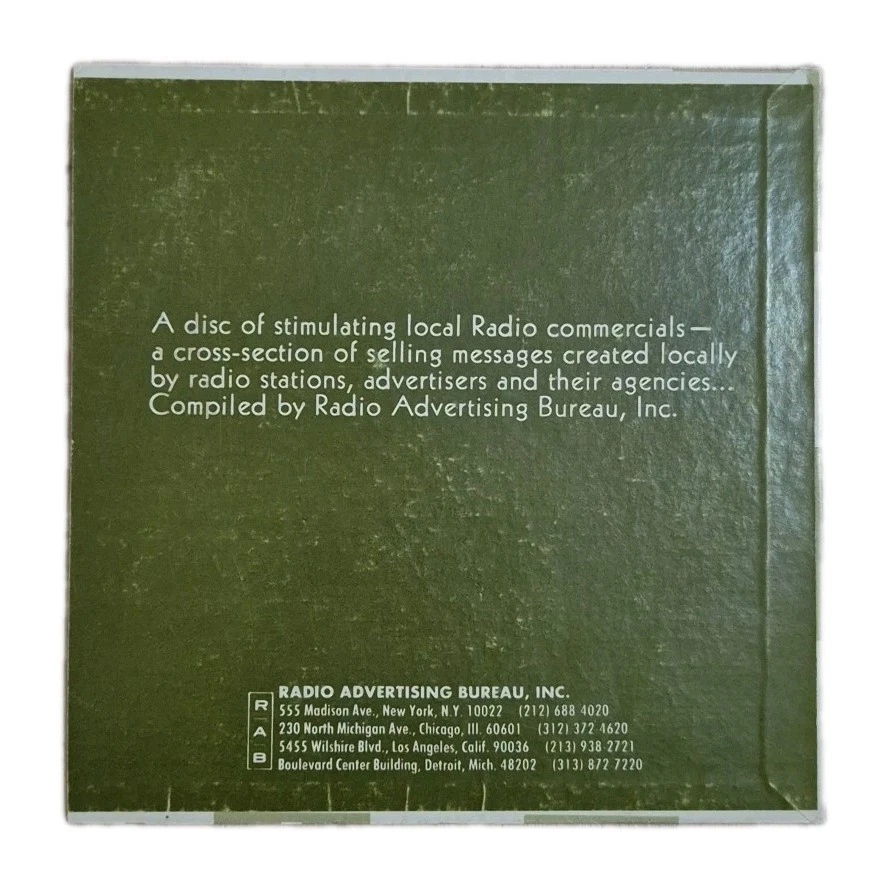 A disc of stimulating local Radio commercials—
a cross-section of selling messages created locally
by radio stations, advertisers and their agencies...
Compiled by Radio Advertising Bureau, Inc.
RAB
RADIO ADVERTISING BUREAU, INC.
555 Madison Ave., New York, N.Y. 10022 (212) 688 4020
230 North Michigan Ave., Chicago, Ill. 60601 (312) 372 4620
5455 Wilshire Blvd., Los Angeles, Calif. 90036 (213) 938 2721
Boulevard Center Building, Detroit, Mich. 48202 (313) 872 7220